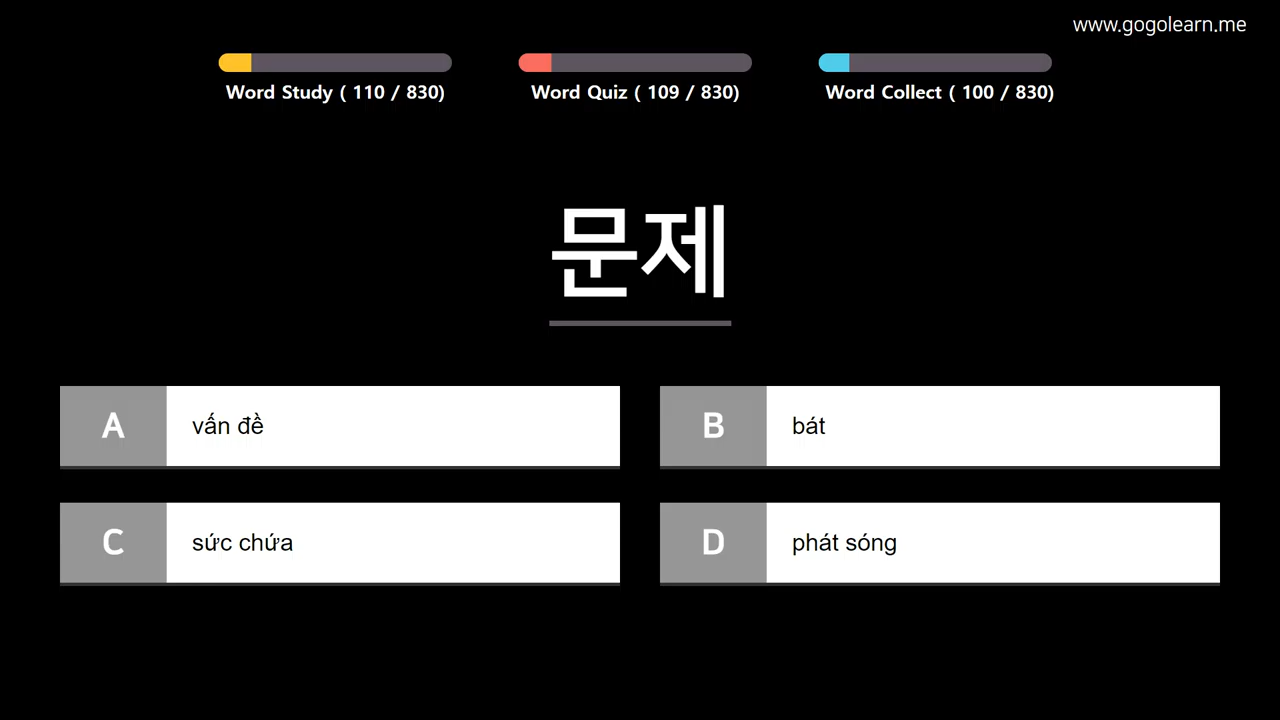 www.gogolearn.me
Word Study ( 110 / 830)
Word Quiz ( 109 / 830)
Word Collect ( 100 / 830)
문제
A vấn đề
B bát
C sức chứa
D phát sóng